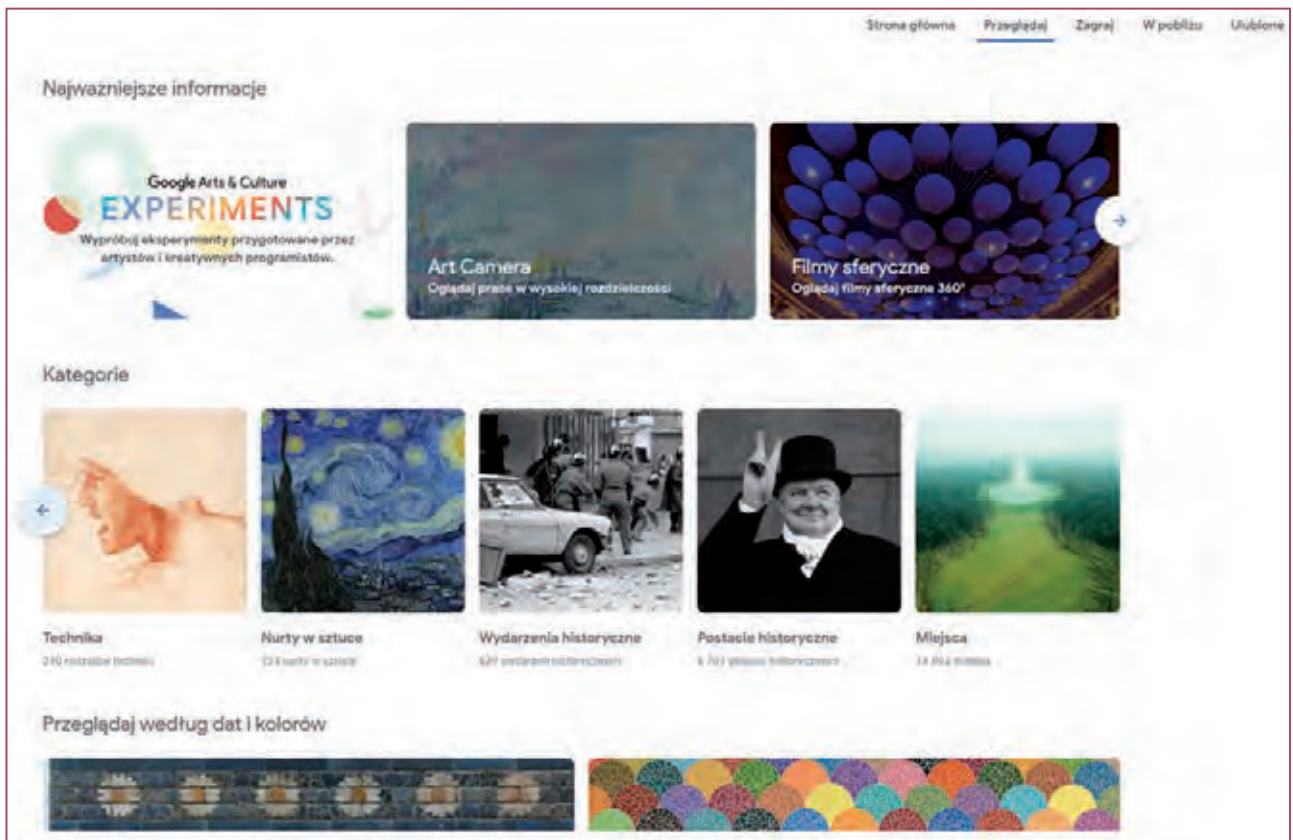 Strona główna Przeglądaj Zagraj W pobliżu Ulubione
Najważniejsze informacje
Google Arts & Culture
EXPERIMENTS
Wypróbuj eksperymenty przygotowane przez
artystów i kreatywnych programistów.
Art Camera
Oglądaj prace w wysokiej rozdzielczości
Filmy sferyczne
Oglądaj filmy sferyczne 360°
Kategorie
Technika
Nurty w sztuce
Wydarzenia historyczne
Postacie historyczne
Miejsca
nurty w sztuce
Przeglądaj według dat i kolorów